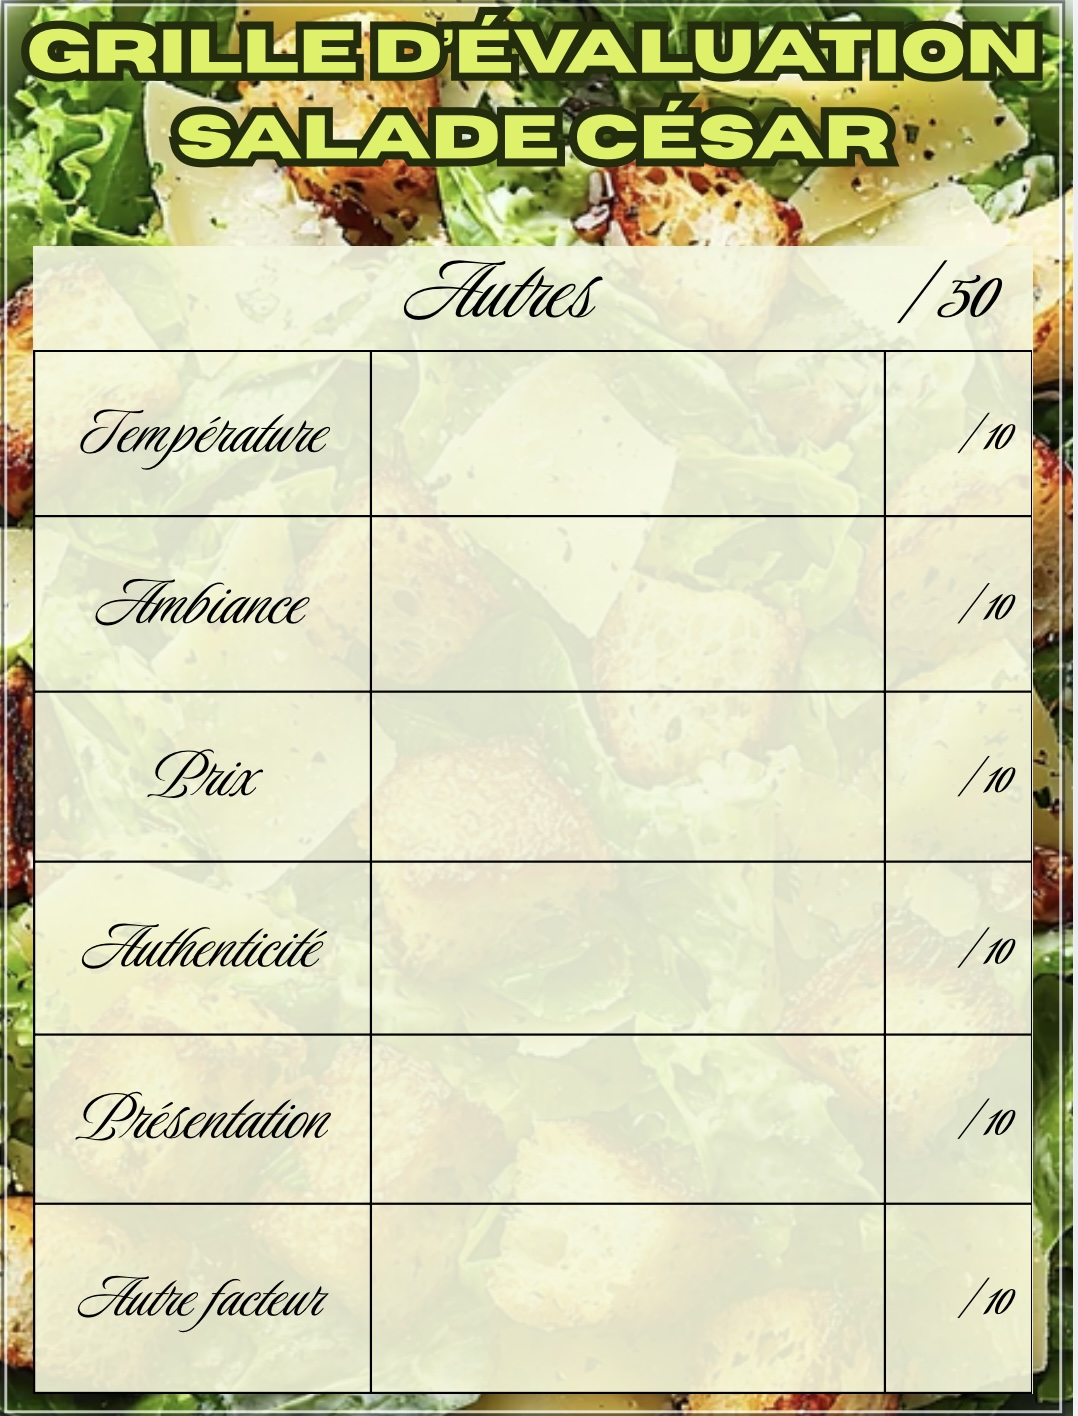 GRILLE D'ÉVALUATION
SALADE CÉSAR
Autres / 50
Température / 10
Ambiance / 10
Prix / 10
Authenticité / 10
Présentation / 10
Autre facteur / 10